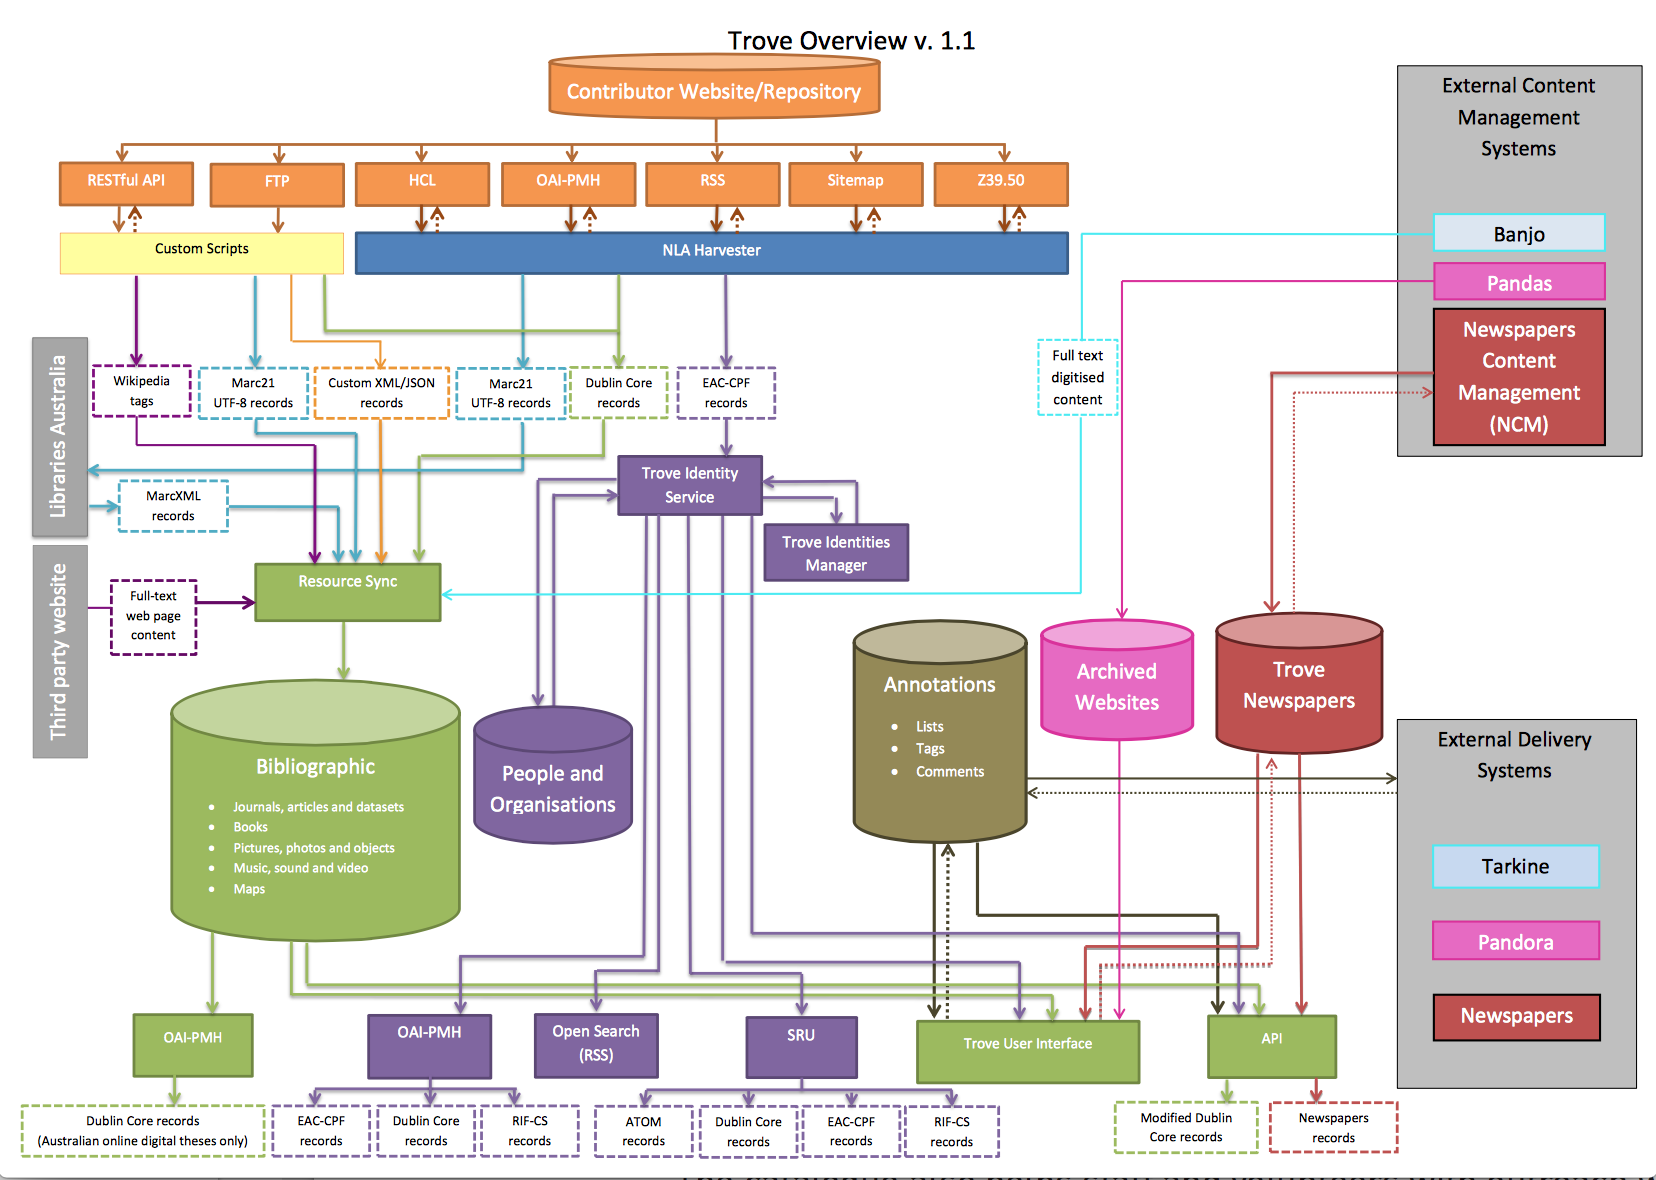 Trove Overview v. 1.1
Contributor Website/Repository
External Content
Management
Systems
RESTful API
FTP
HCL
OAI-PMH
RSS
Sitemap
Z39.50
Custom Scripts
NLA Harvester
Banjo
Pandas
Newspapers
Content
Management
(NCM)
Libraries Australia
Wikipedia
tags
Marc21
UTF-8 records
Custom XML/JSON
records
Marc21
UTF-8 records
Dublin Core
records
EAC-CPF
records
Full text
digitised
content
MarcXML
records
Trove Identity
Service
Trove Identities
Manager
Third party website
Full-text
web page
content
Resource Sync
Bibliographic
• Journals, articles and datasets
• Books
• Pictures, photos and objects
• Music, sound and video
• Maps
People and
Organisations
Annotations
• Lists
• Tags
• Comments
Archived
Websites
Trove
Newspapers
External Delivery
Systems
Tarkine
Pandora
Newspapers
OAI-PMH
OAI-PMH
Open Search
(RSS)
SRU
Trove User Interface
API
Dublin Core records
(Australian online digital theses only)
EAC-CPF
records
Dublin Core
records
RIF-CS
records
ATOM
records
Dublin Core
records
EAC-CPF
records
RIF-CS
records
Modified Dublin
Core records
Newspapers
records